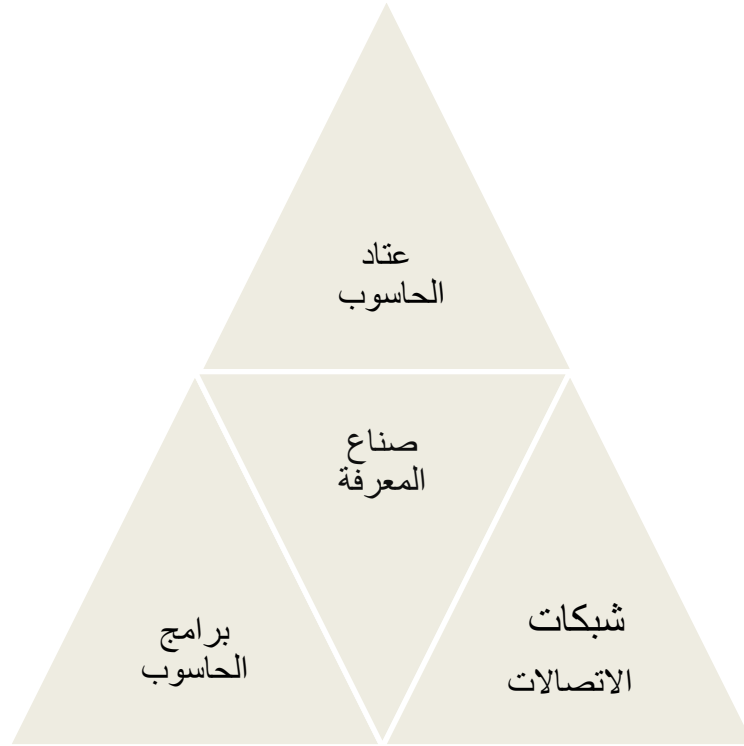 عتاد
الحاسوب
صناع
المعرفة
شبكات
الاتصالات
برامج
الحاسوب